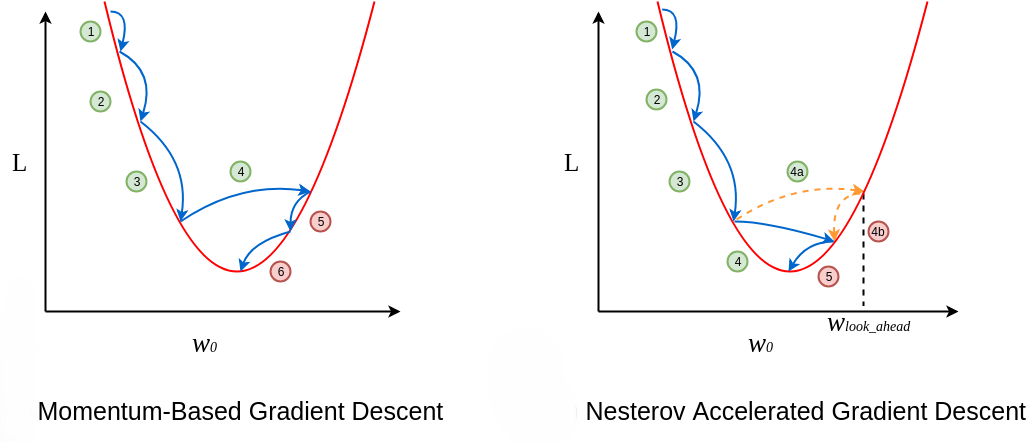 1
2
L
3
4
5
6
w0
Momentum-Based Gradient Descent
1
2
L
3
4a
4b
4
5
wlook_ahead
w0
Nesterov Accelerated Gradient Descent